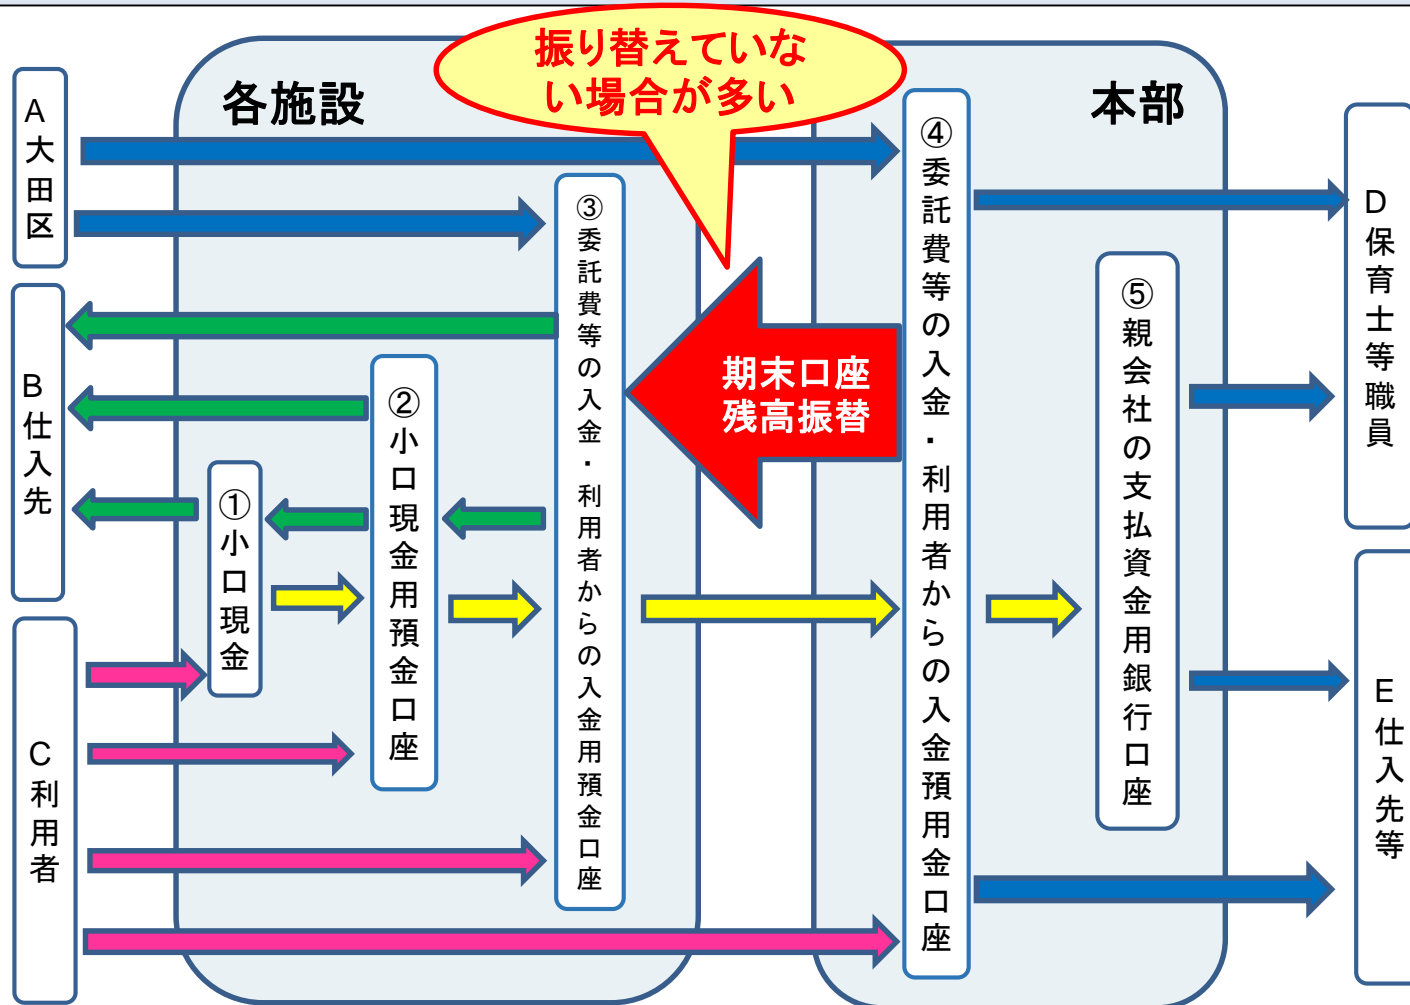 振り替えていな
い場合が多い
各施設
本部
A大田区
B仕入先
C利用者
①小口現金
②小口現金用預金口座
③委託費等の入金・利用者からの入金用預金口座
期末口座
残高振替
④委託費等の入金・利用者からの入金預用金口座
⑤親会社の支払資金用銀行口座
D保育士等職員
E仕入先等